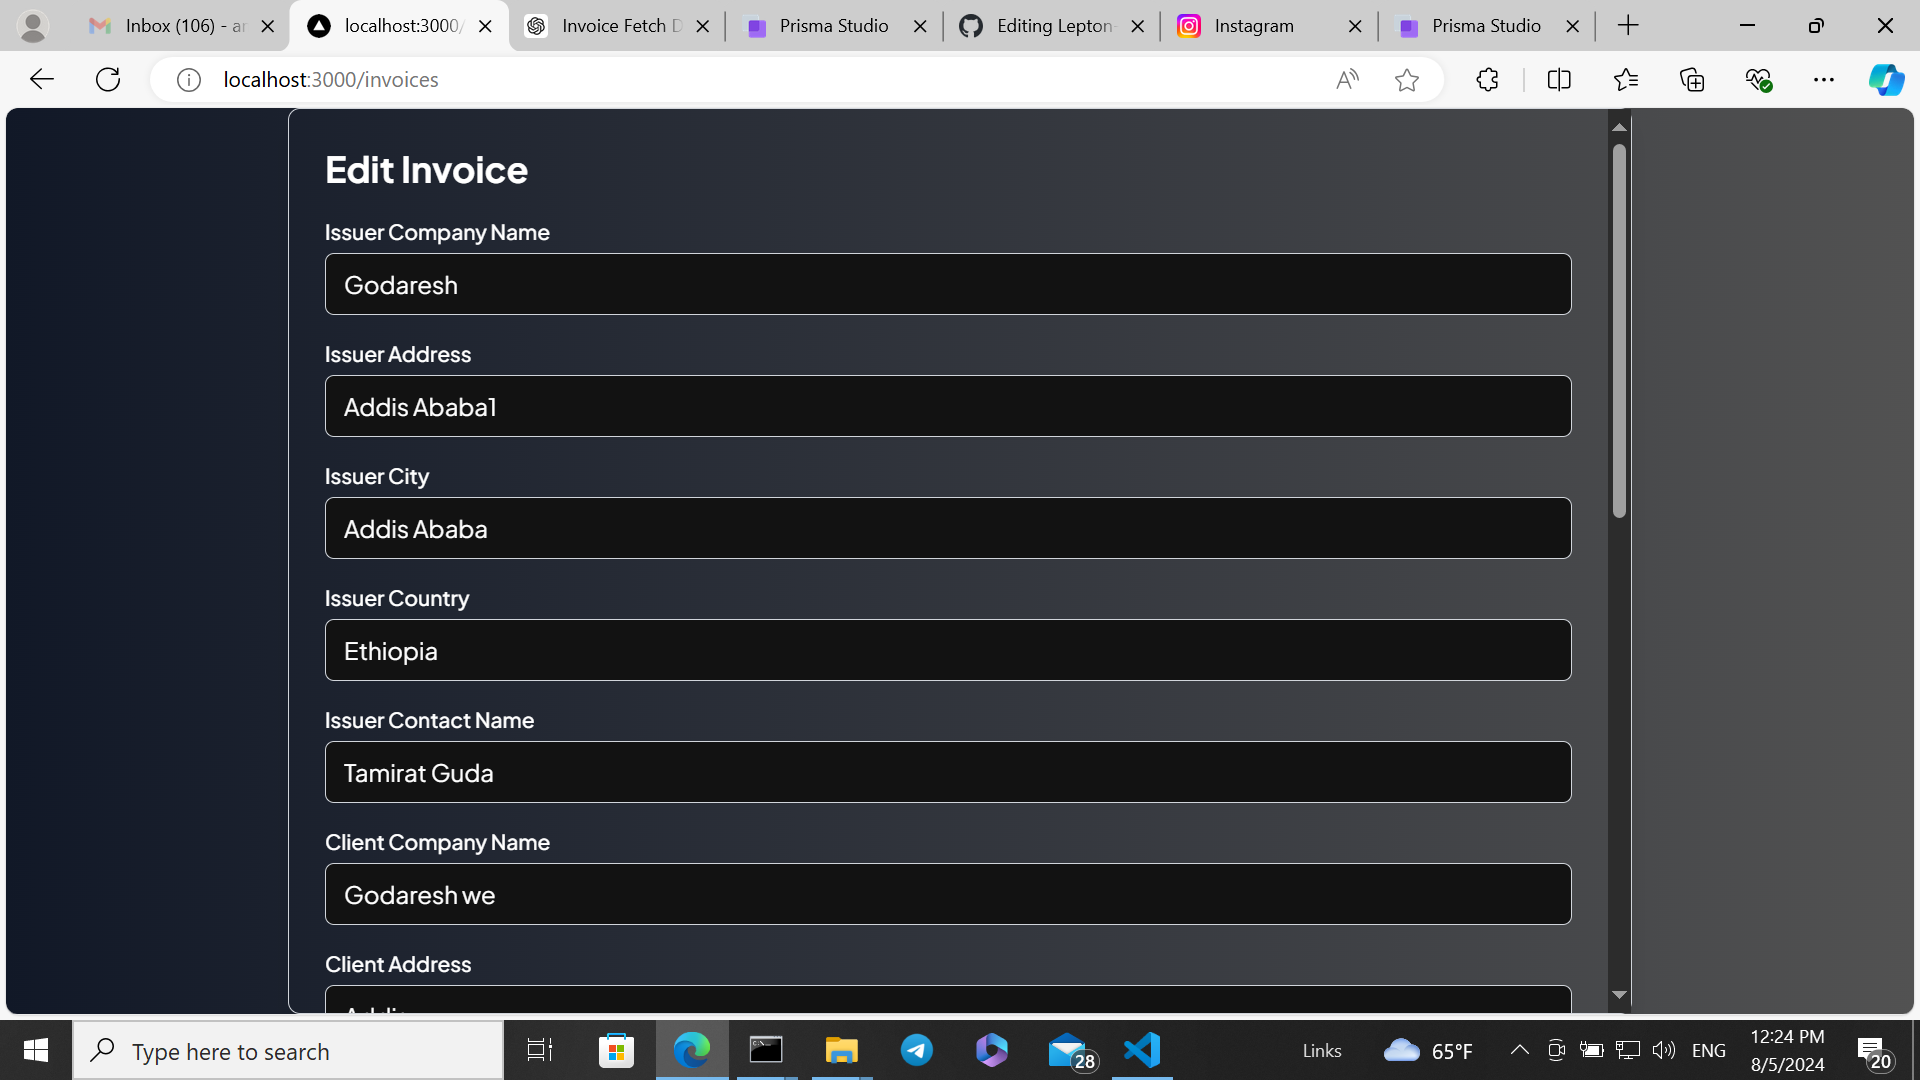 Inbox (106) - ar
localhost:3000/
Invoice Fetch D
Prisma Studio
Editing Lepton-
Instagram
Prisma Studio
localhost:3000/invoices
Edit Invoice
Issuer Company Name
Godaresh
Issuer Address
Addis Ababa1
Issuer City
Addis Ababa
Issuer Country
Ethiopia
Issuer Contact Name
Tamirat Guda
Client Company Name
Godaresh we
Client Address
Type here to search
28
Links
65°F
ENG
12:24 PM
8/5/2024
20